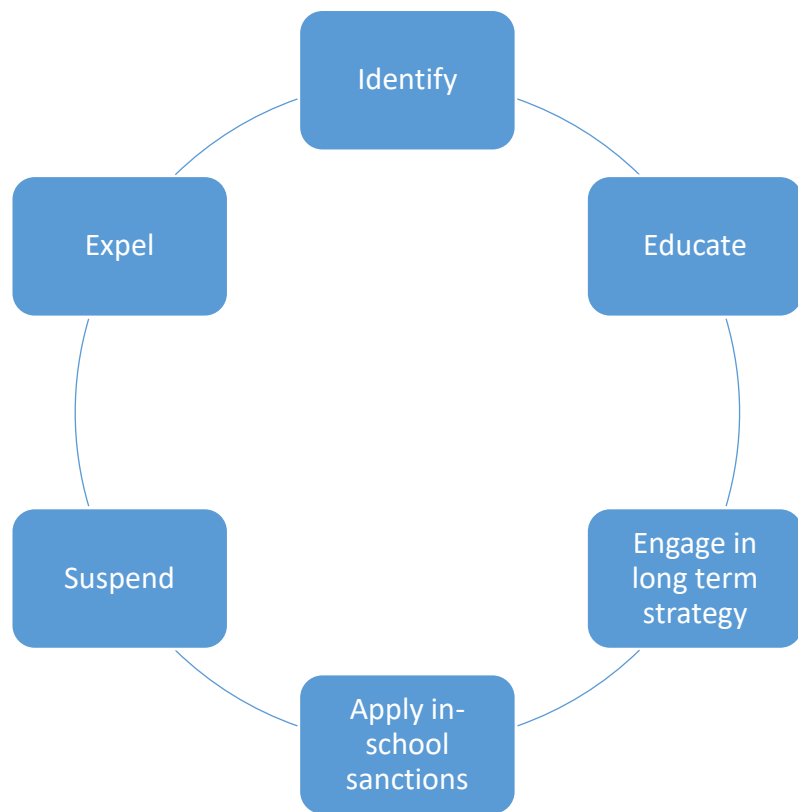 Identify
Educate
Engage in
long term
strategy
Apply in-
school
sanctions
Suspend
Expel